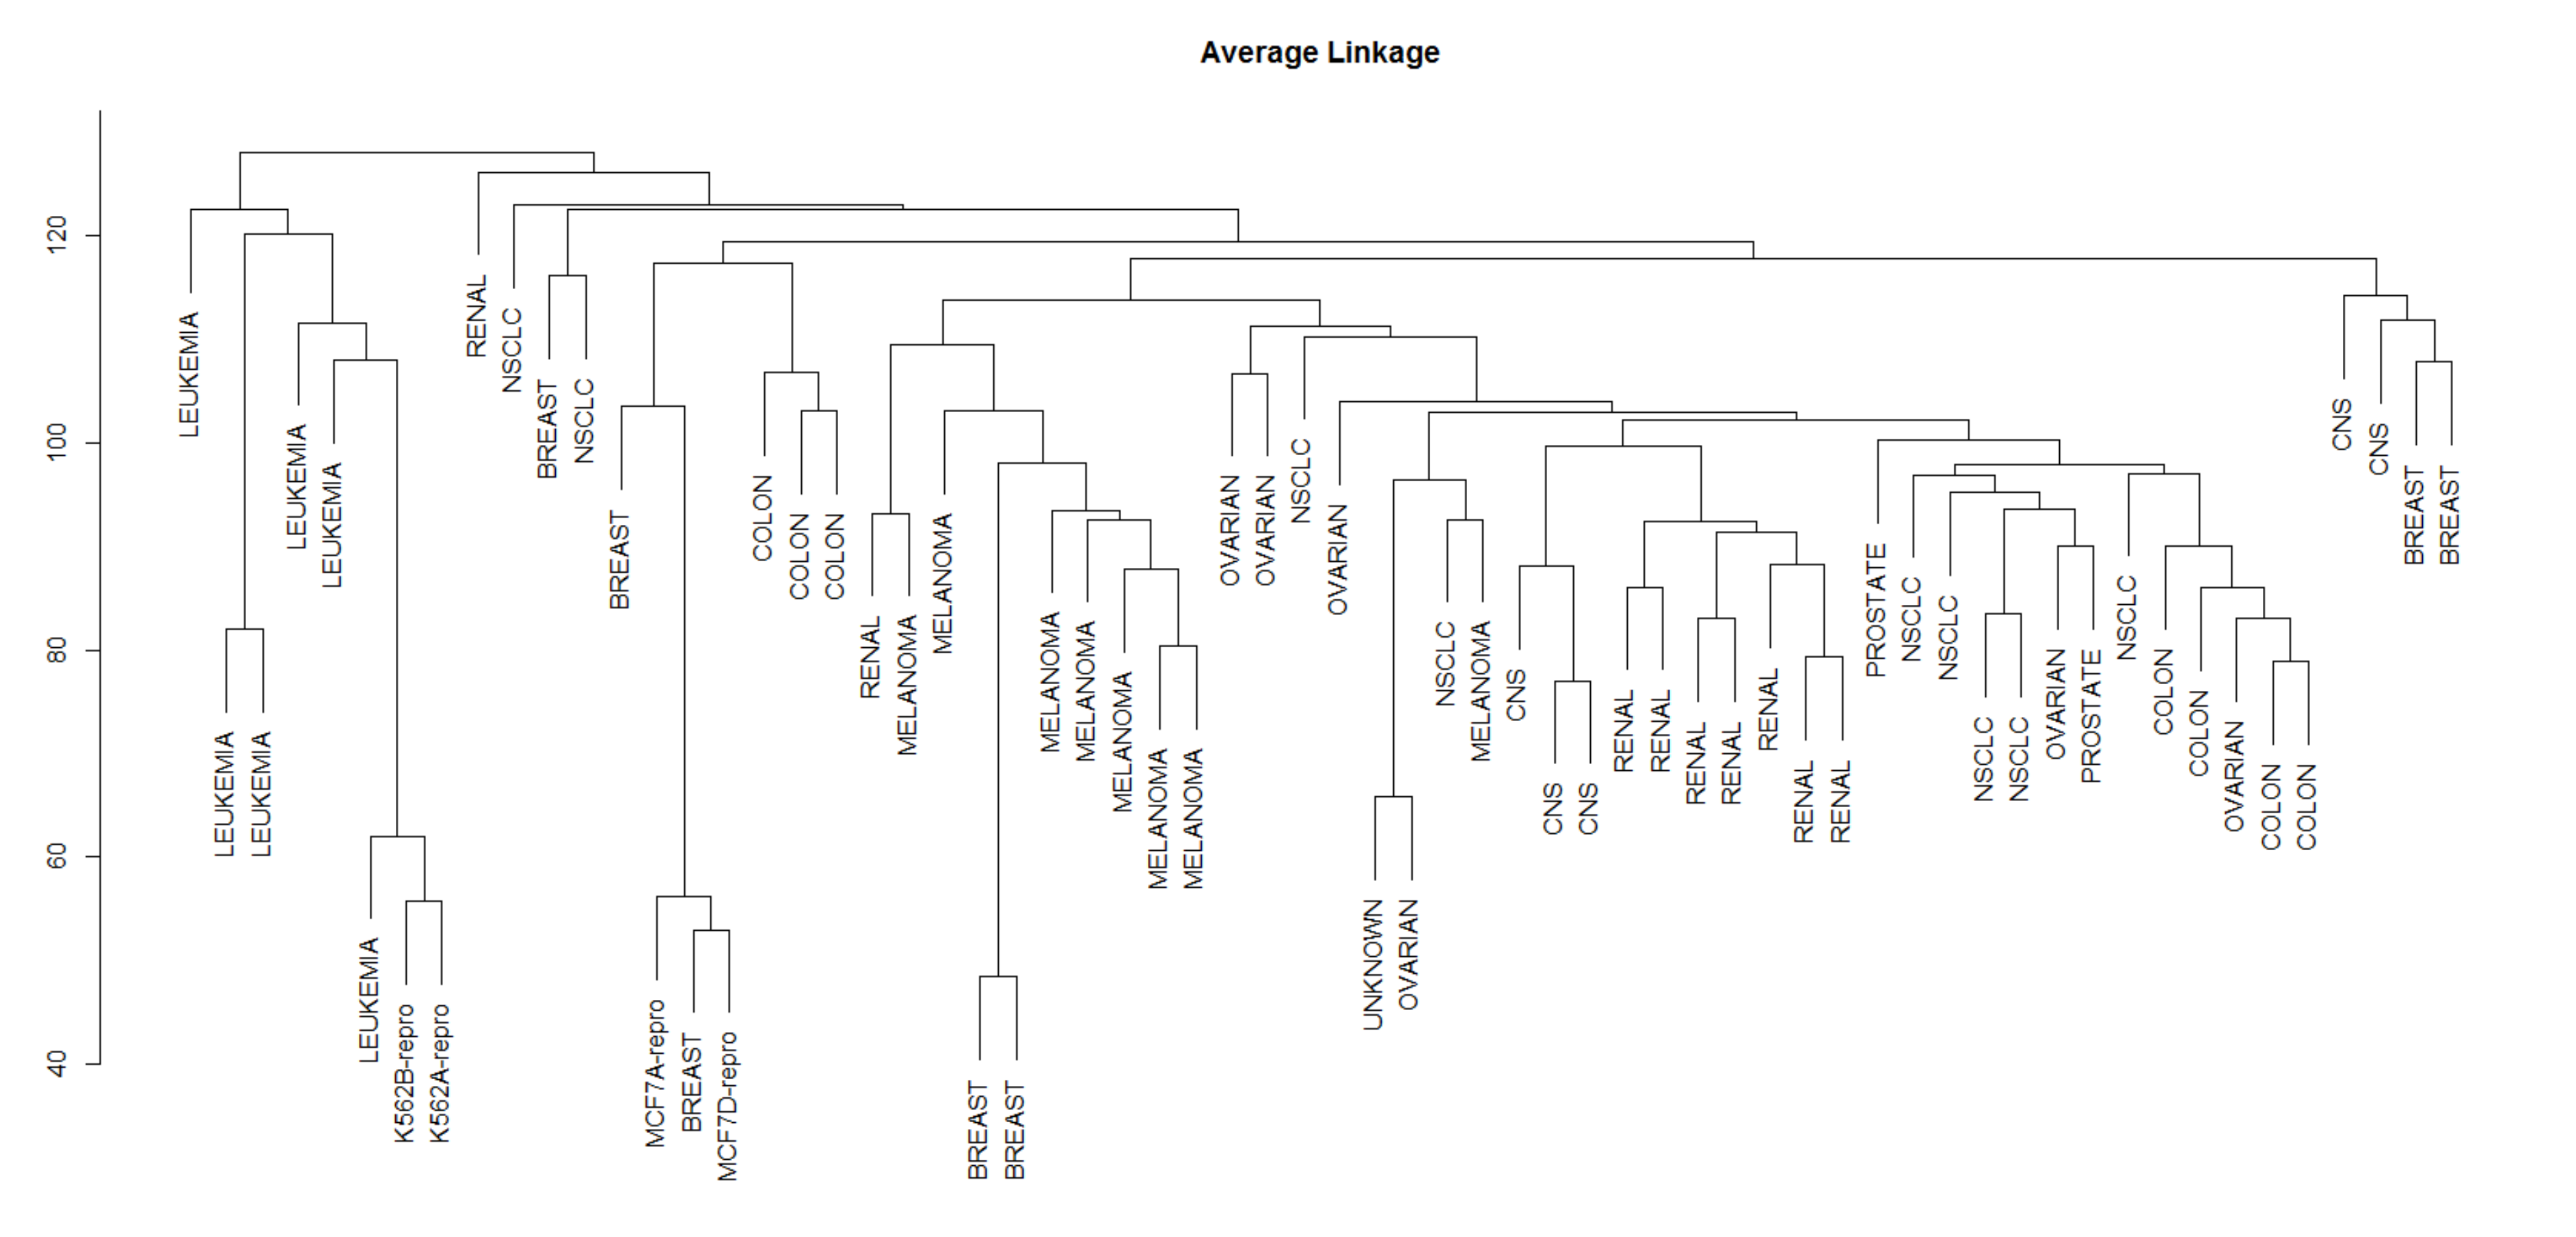 Average Linkage
120
100
80
60
40
LEUKEMIA
LEUKEMIA
LEUKEMIA
LEUKEMIA
LEUKEMIA
LEUKEMIA
K562B-repro
K562A-repro
RENAL
NSCLC
BREAST
NSCLC
BREAST
MCF7A-repro
BREAST
MCF7D-repro
COLON
COLON
COLON
RENAL
MELANOMA
MELANOMA
BREAST
BREAST
MELANOMA
MELANOMA
MELANOMA
MELANOMA
MELANOMA
OVARIAN
OVARIAN
NSCLC
OVARIAN
UNKNOWN
OVARIAN
NSCLC
MELANOMA
CNS
CNS
CNS
RENAL
RENAL
RENAL
RENAL
RENAL
RENAL
RENAL
PROSTATE
NSCLC
NSCLC
NSCLC
NSCLC
OVARIAN
PROSTATE
NSCLC
COLON
COLON
OVARIAN
COLON
COLON
CNS
CNS
BREAST
BREAST